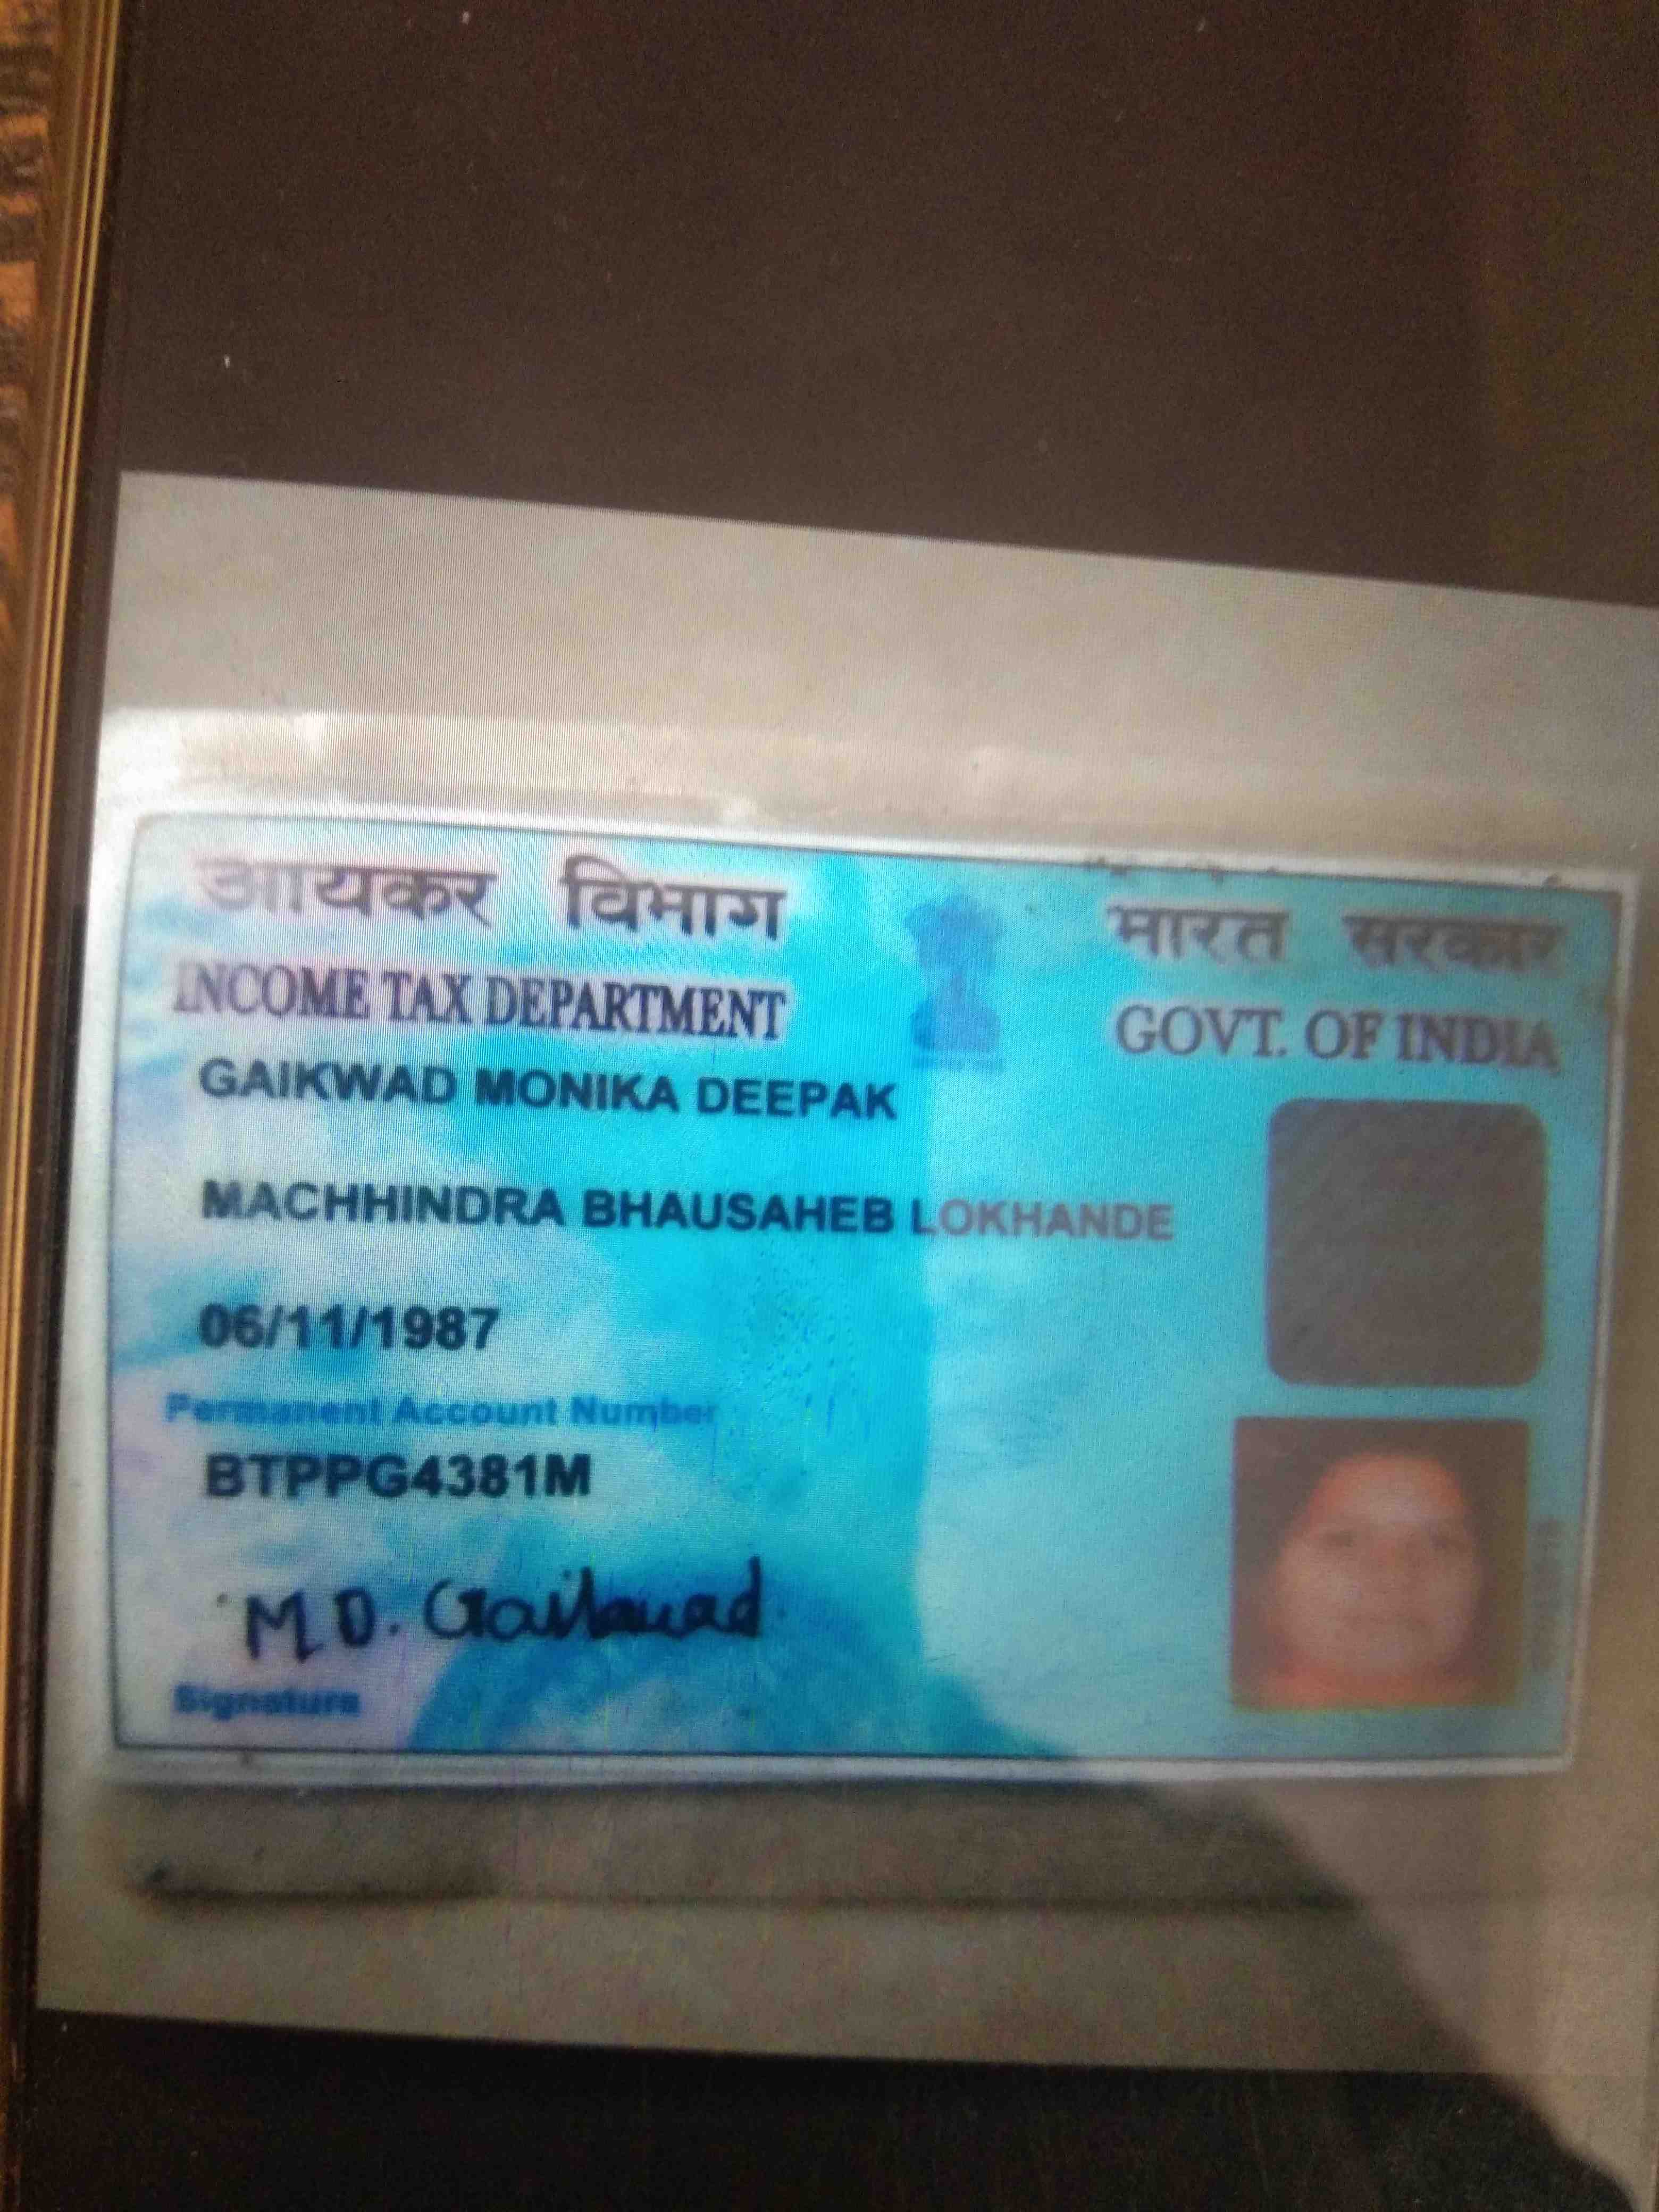 आयकर विभाग
भारत सरकार
INCOME TAX DEPARTMENT
GOVT. OF INDIA
GAIKWAD MONIKA DEEPAK
MACHHINDRA BHAUSAHEB LOKHANDE
06/11/1987
Permanent Account Number
BTPPG4381M
M.D. Gaikwad
Signature